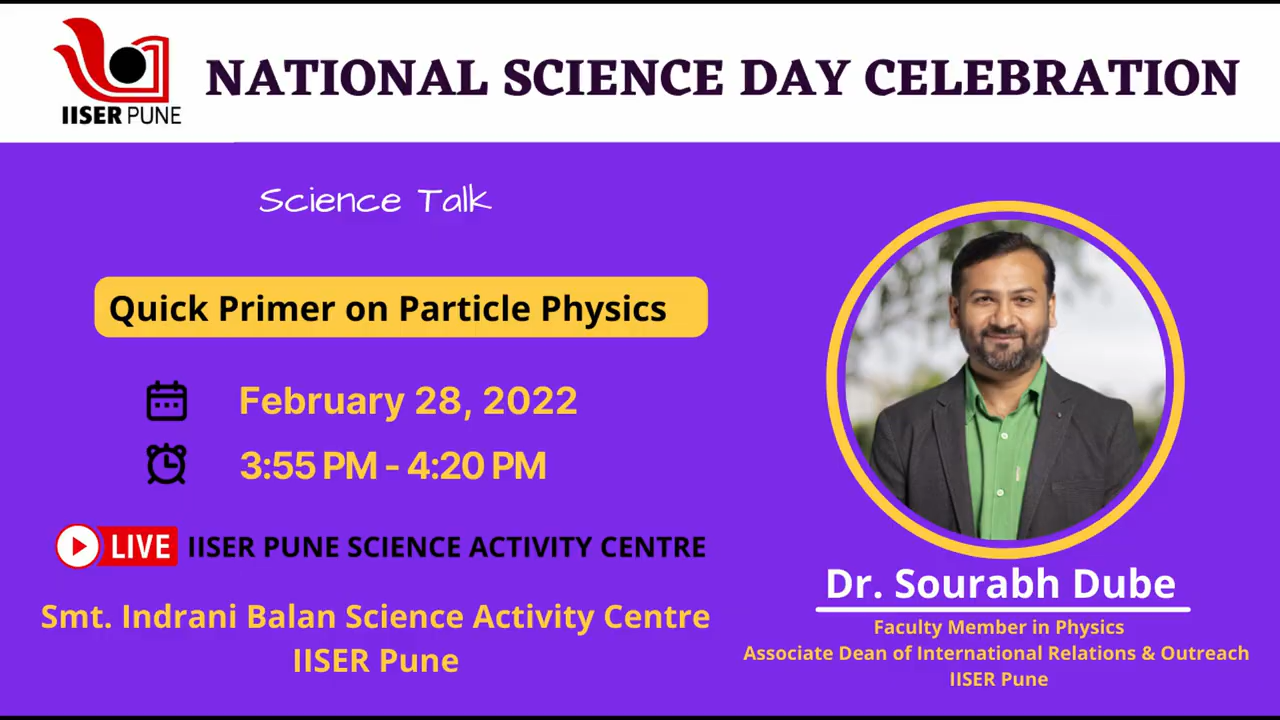 IISER PUNE
NATIONAL SCIENCE DAY CELEBRATION
Science Talk
Quick Primer on Particle Physics
February 28, 2022
3:55 PM - 4:20 PM
LIVE IISER PUNE SCIENCE ACTIVITY CENTRE
Smt. Indrani Balan Science Activity Centre
IISER Pune
Dr. Sourabh Dube
Faculty Member in Physics
Associate Dean of International Relations & Outreach
IISER Pune